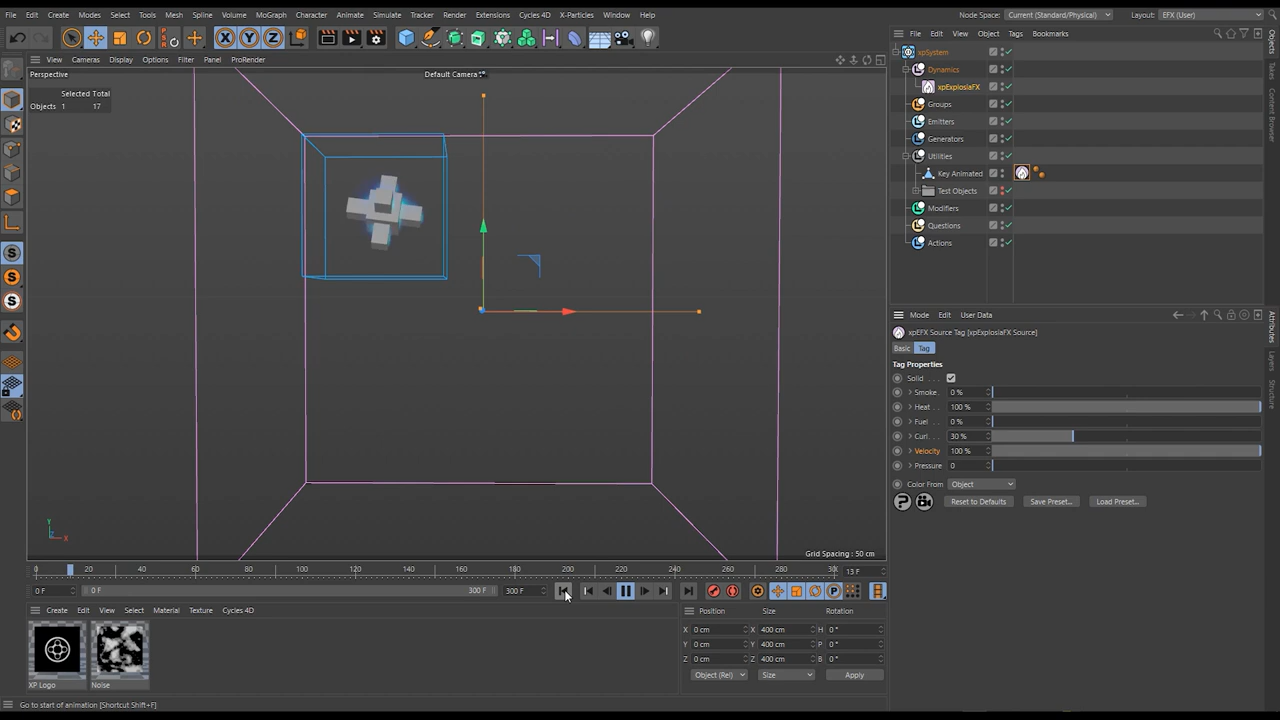 File Edit Create Modes Select Tools Mesh Spline Volume MoGraph Character Animate Simulate Tracker Render Extensions Cycles 4D X-Particles Window Help
Node Space: Current (Standard/Physical) Layout: EFX (User)
X Y Z
File Edit View Object Tags Bookmarks
View Cameras Display Options Filter Panel ProRender
Perspective
Default Camera
Selected Total
Objects 1 17
xpSystem
Dynamics
xpExplosiaFX
Groups
Emitters
Generators
Utilities
Key Animated
Test Objects
Modifiers
Questions
Actions
Objects
Takes
Content Browser
Attributes
Layers
Structure
Mode Edit User Data
xpEFX Source Tag [xpExplosiaFX Source]
Basic Tag
Tag Properties
Solid
Smoke 0 %
Heat 100 %
Fuel 0 %
Curl 30 %
Velocity 100 %
Pressure 0
Color From Object
Reset to Defaults Save Preset... Load Preset...
Y
Z
X
Grid Spacing : 50 cm
0 20 40 60 80 100 120 140 160 180 200 220 240 260 280 30 13 F
0 F 0 F 300 F 300 F
P
Create Edit View Select Material Texture Cycles 4D
XP Logo Noise
Position Size Rotation
X 0 cm X 400 cm H 0 °
Y 0 cm Y 400 cm P 0 °
Z 0 cm Z 400 cm B 0 °
Object (Rel) Size Apply
Go to start of animation [Shortcut Shift+F]